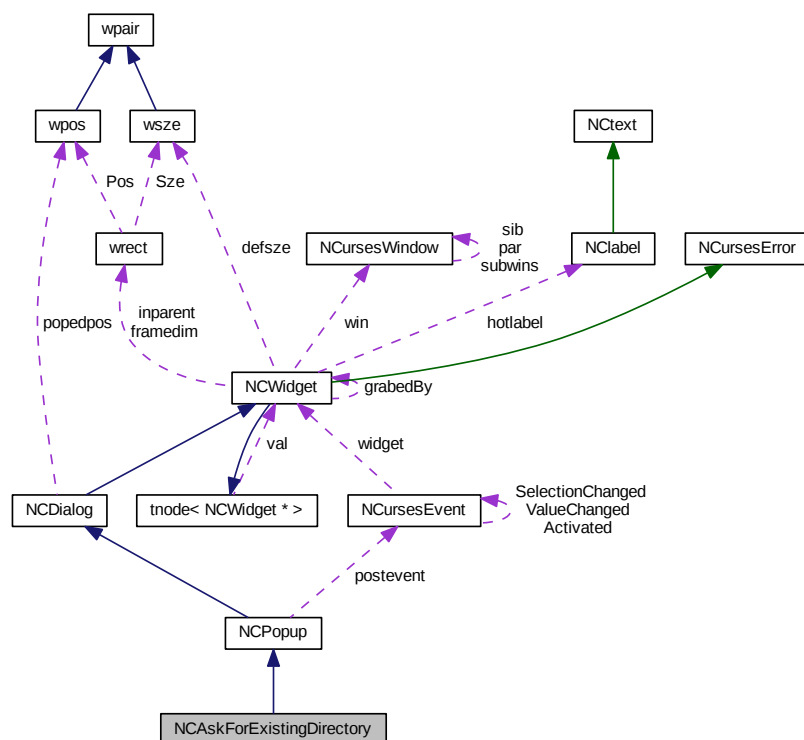 wpair
wpos
wsze
NCtext
Pos
Sze
wrect
defsze
NCursesWindow
sib
par
subwins
NClabel
NCursesError
popedpos
inparent
framedim
win
hotlabel
NCWidget
grabedBy
val
widget
NCDialog
tnode< NCWidget * >
NCursesEvent
SelectionChanged
ValueChanged
Activated
postevent
NCPopup
NCAskForExistingDirectory